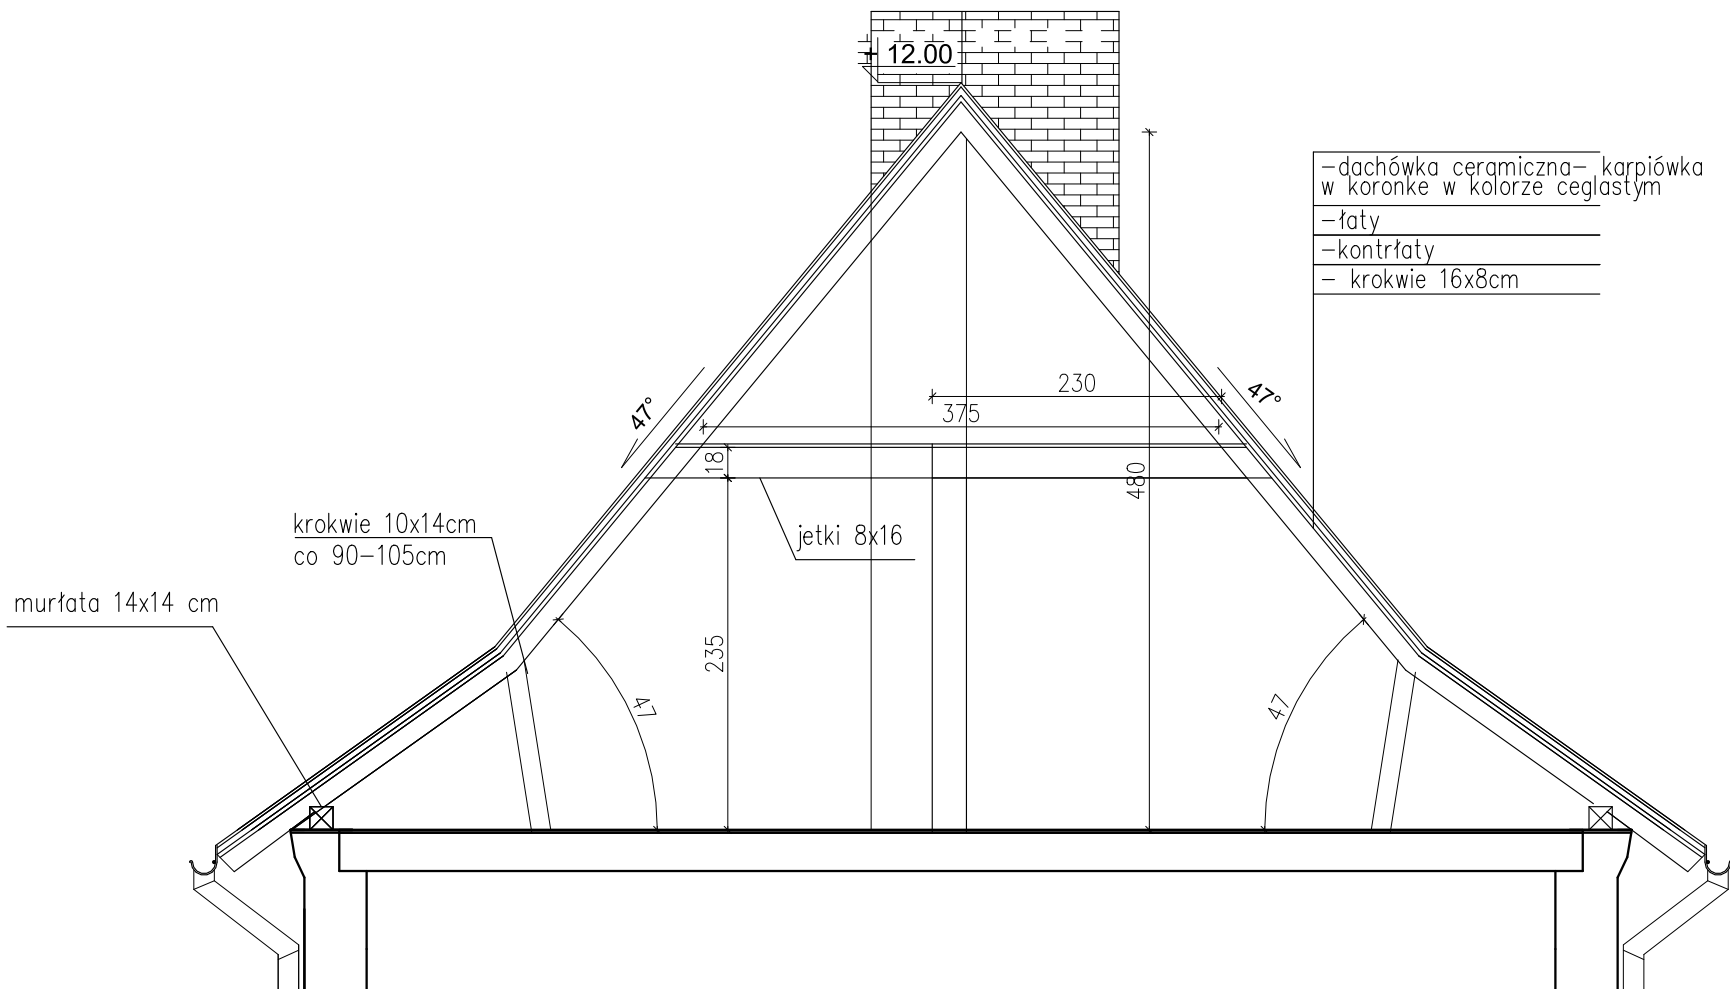 + 12.00
-dachówka ceramiczna- karpiówka
w koronke w kolorze ceglastym
-łaty
-kontrłaty
- krokwie 16x8cm
47°
230
47°
375
18
480
krokwie 10x14cm
co 90-105cm
jetki 8x16
murłata 14x14 cm
235
47
47